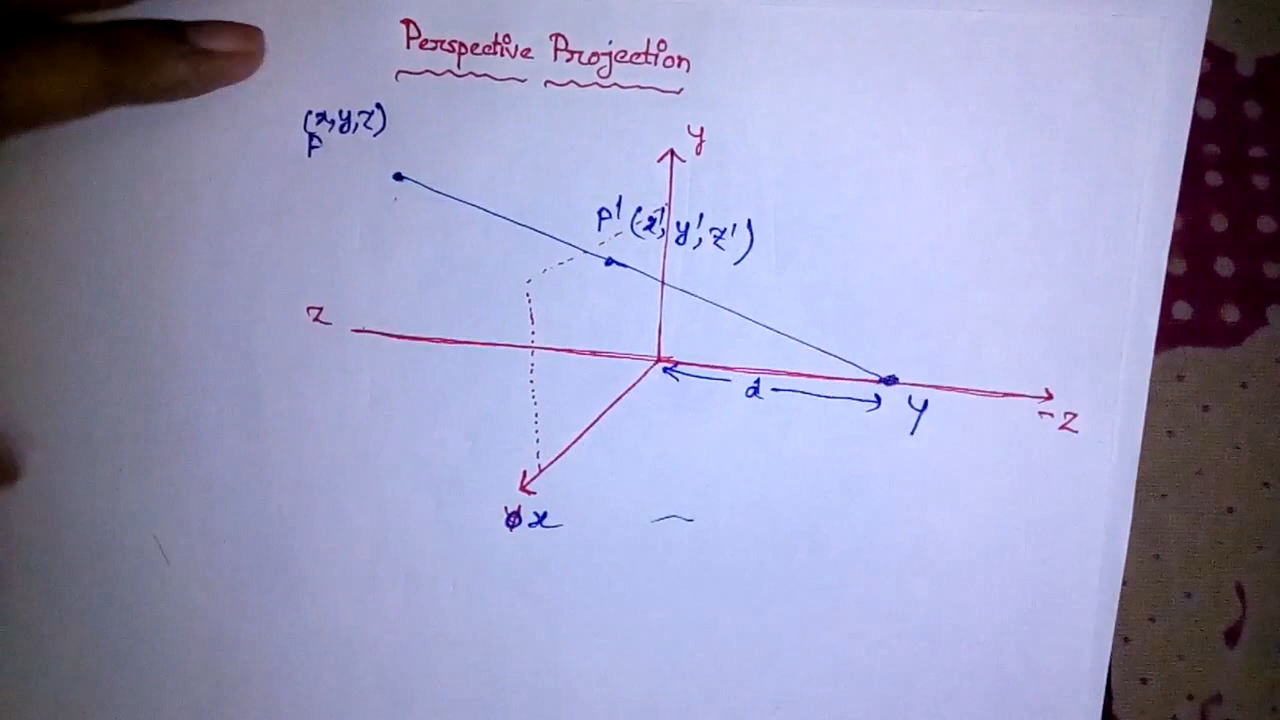 Perspective Projection
(x,y,z)
P
y
P' (x', y', z')
z
d
y
-z
x